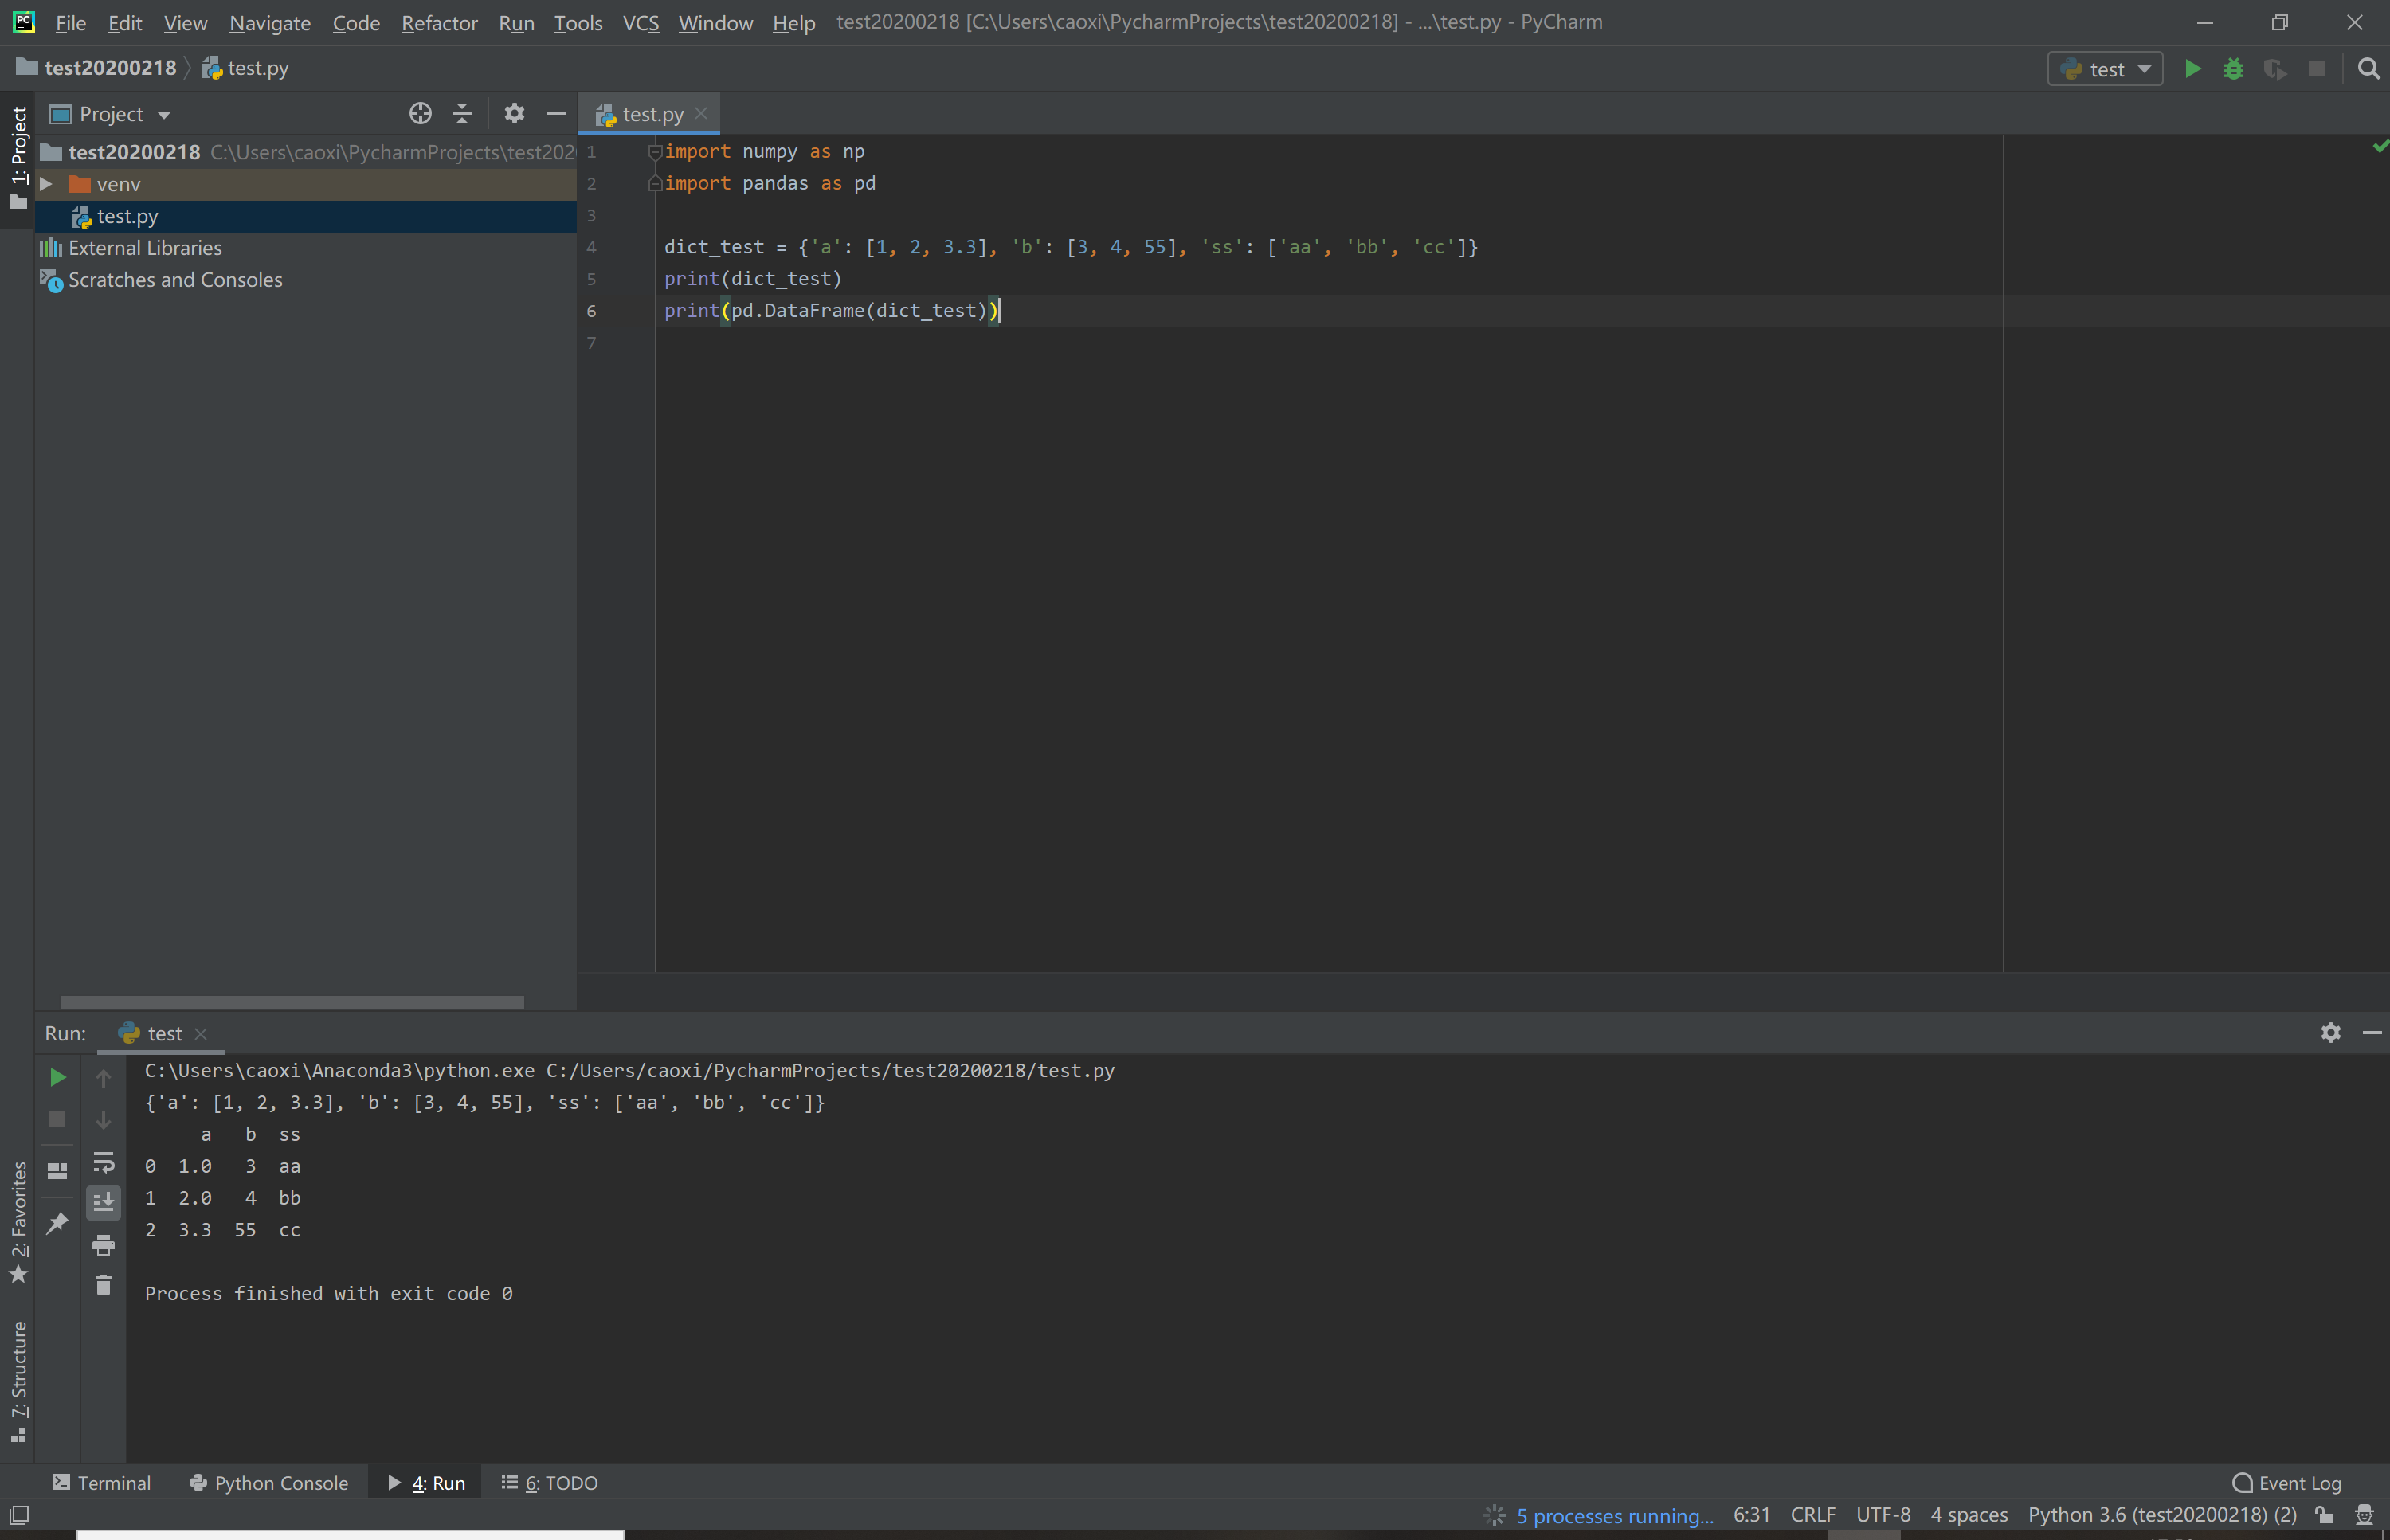 File Edit View Navigate Code Refactor Run Tools VCS Window Help test20200218 [C:\Users\caoxi\PycharmProjects\test20200218] - ...\test.py - PyCharm
test20200218 test.py
test
1: Project
Project
test.py
test20200218 C:\Users\caoxi\PycharmProjects\test202
venv
test.py
External Libraries
Scratches and Consoles
1 import numpy as np
2 import pandas as pd
3
4 dict_test = {'a': [1, 2, 3.3], 'b': [3, 4, 55], 'ss': ['aa', 'bb', 'cc']}
5 print(dict_test)
6 print(pd.DataFrame(dict_test))
7
Run: test
C:\Users\caoxi\Anaconda3\python.exe C:/Users/caoxi/PycharmProjects/test20200218/test.py
{'a': [1, 2, 3.3], 'b': [3, 4, 55], 'ss': ['aa', 'bb', 'cc']}
a b ss
0 1.0 3 aa
1 2.0 4 bb
2 3.3 55 cc
Process finished with exit code 0
2: Favorites
7: Structure
Terminal Python Console 4: Run 6: TODO Event Log
5 processes running... 6:31 CRLF UTF-8 4 spaces Python 3.6 (test20200218) (2)